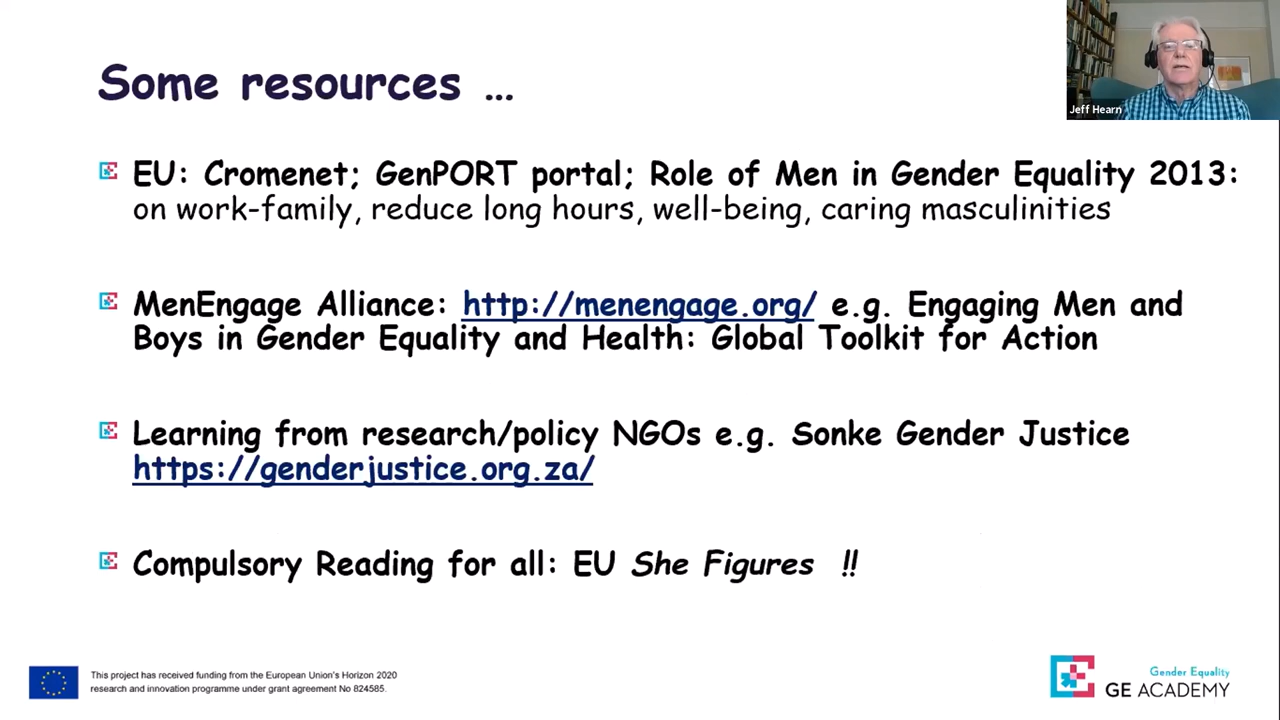 Some resources ...
Jeff Hearn
EU: Cromenet; GenPORT portal; Role of Men in Gender Equality 2013:
on work-family, reduce long hours, well-being, caring masculinities
MenEngage Alliance: http://menengage.org/ e.g. Engaging Men and
Boys in Gender Equality and Health: Global Toolkit for Action
Learning from research/policy NGOs e.g. Sonke Gender Justice
https://genderjustice.org.za/
Compulsory Reading for all: EU She Figures !!
This project has received funding from the European Union's Horizon 2020
research and innovation programme under grant agreement No 824585.
Gender Equality
GE ACADEMY